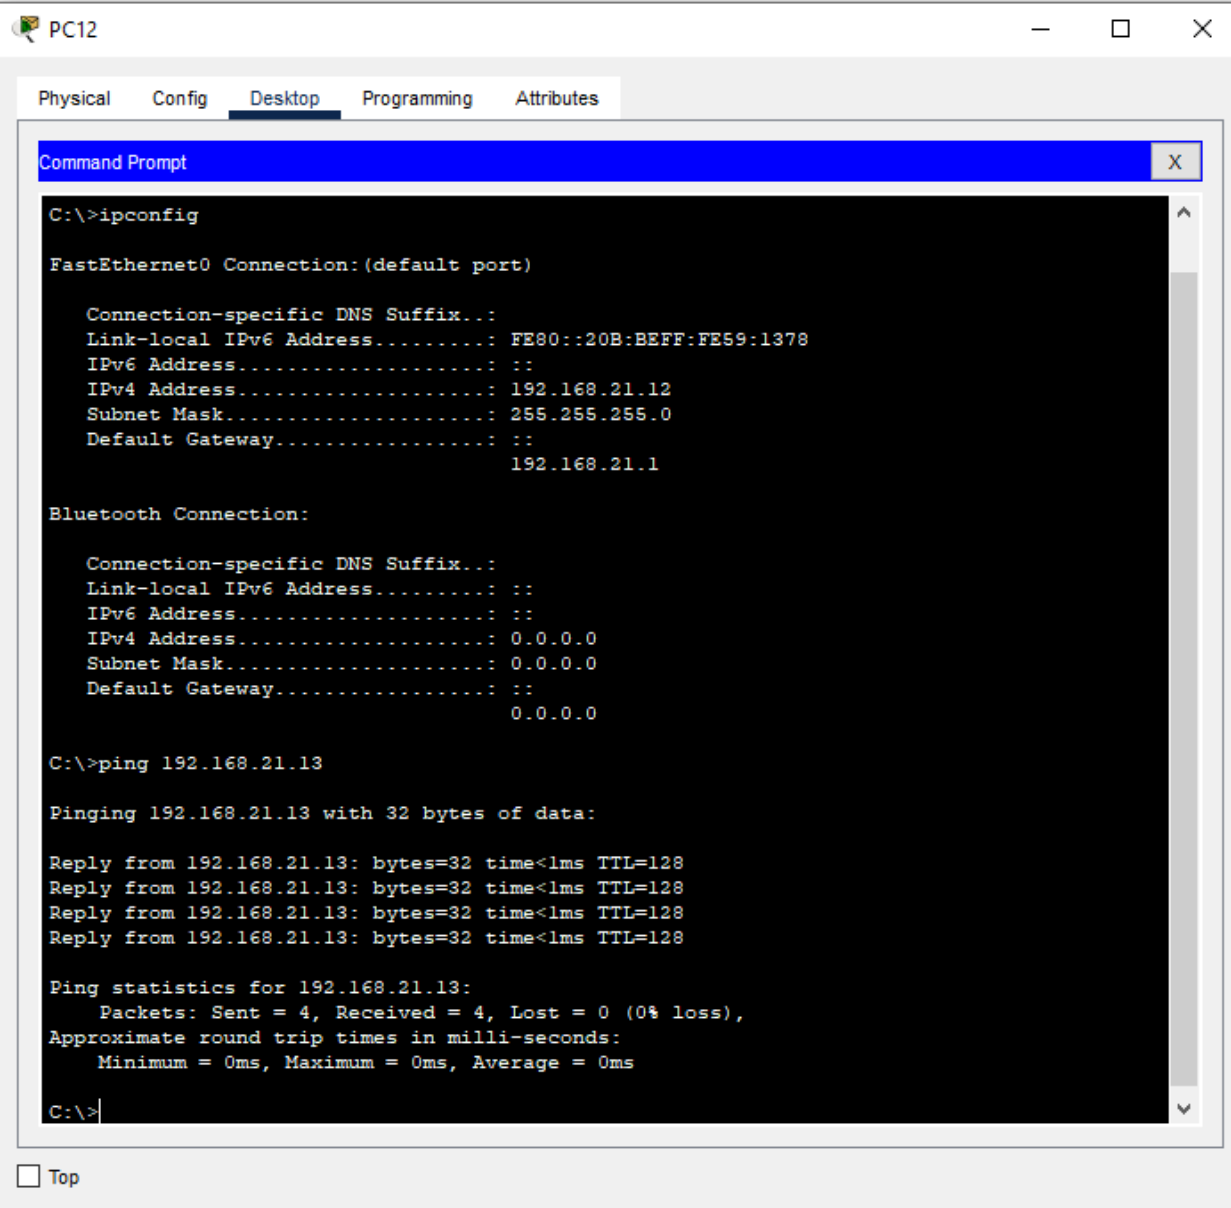 PC12
Physical Config Desktop Programming Attributes
Command Prompt X
C:\>ipconfig
FastEthernet0 Connection:(default port)
Connection-specific DNS Suffix..:
Link-local IPv6 Address.........: FE80::20B:BEFF:FE59:1378
IPv6 Address....................: ::
IPv4 Address....................: 192.168.21.12
Subnet Mask.....................: 255.255.255.0
Default Gateway.................: ::
192.168.21.1
Bluetooth Connection:
Connection-specific DNS Suffix..:
Link-local IPv6 Address.........: ::
IPv6 Address....................: ::
IPv4 Address....................: 0.0.0.0
Subnet Mask.....................: 0.0.0.0
Default Gateway.................: ::
0.0.0.0
C:\>ping 192.168.21.13
Pinging 192.168.21.13 with 32 bytes of data:
Reply from 192.168.21.13: bytes=32 time<1ms TTL=128
Reply from 192.168.21.13: bytes=32 time<1ms TTL=128
Reply from 192.168.21.13: bytes=32 time<1ms TTL=128
Reply from 192.168.21.13: bytes=32 time<1ms TTL=128
Ping statistics for 192.168.21.13:
Packets: Sent = 4, Received = 4, Lost = 0 (0% loss),
Approximate round trip times in milli-seconds:
Minimum = 0ms, Maximum = 0ms, Average = 0ms
C:\>
Top